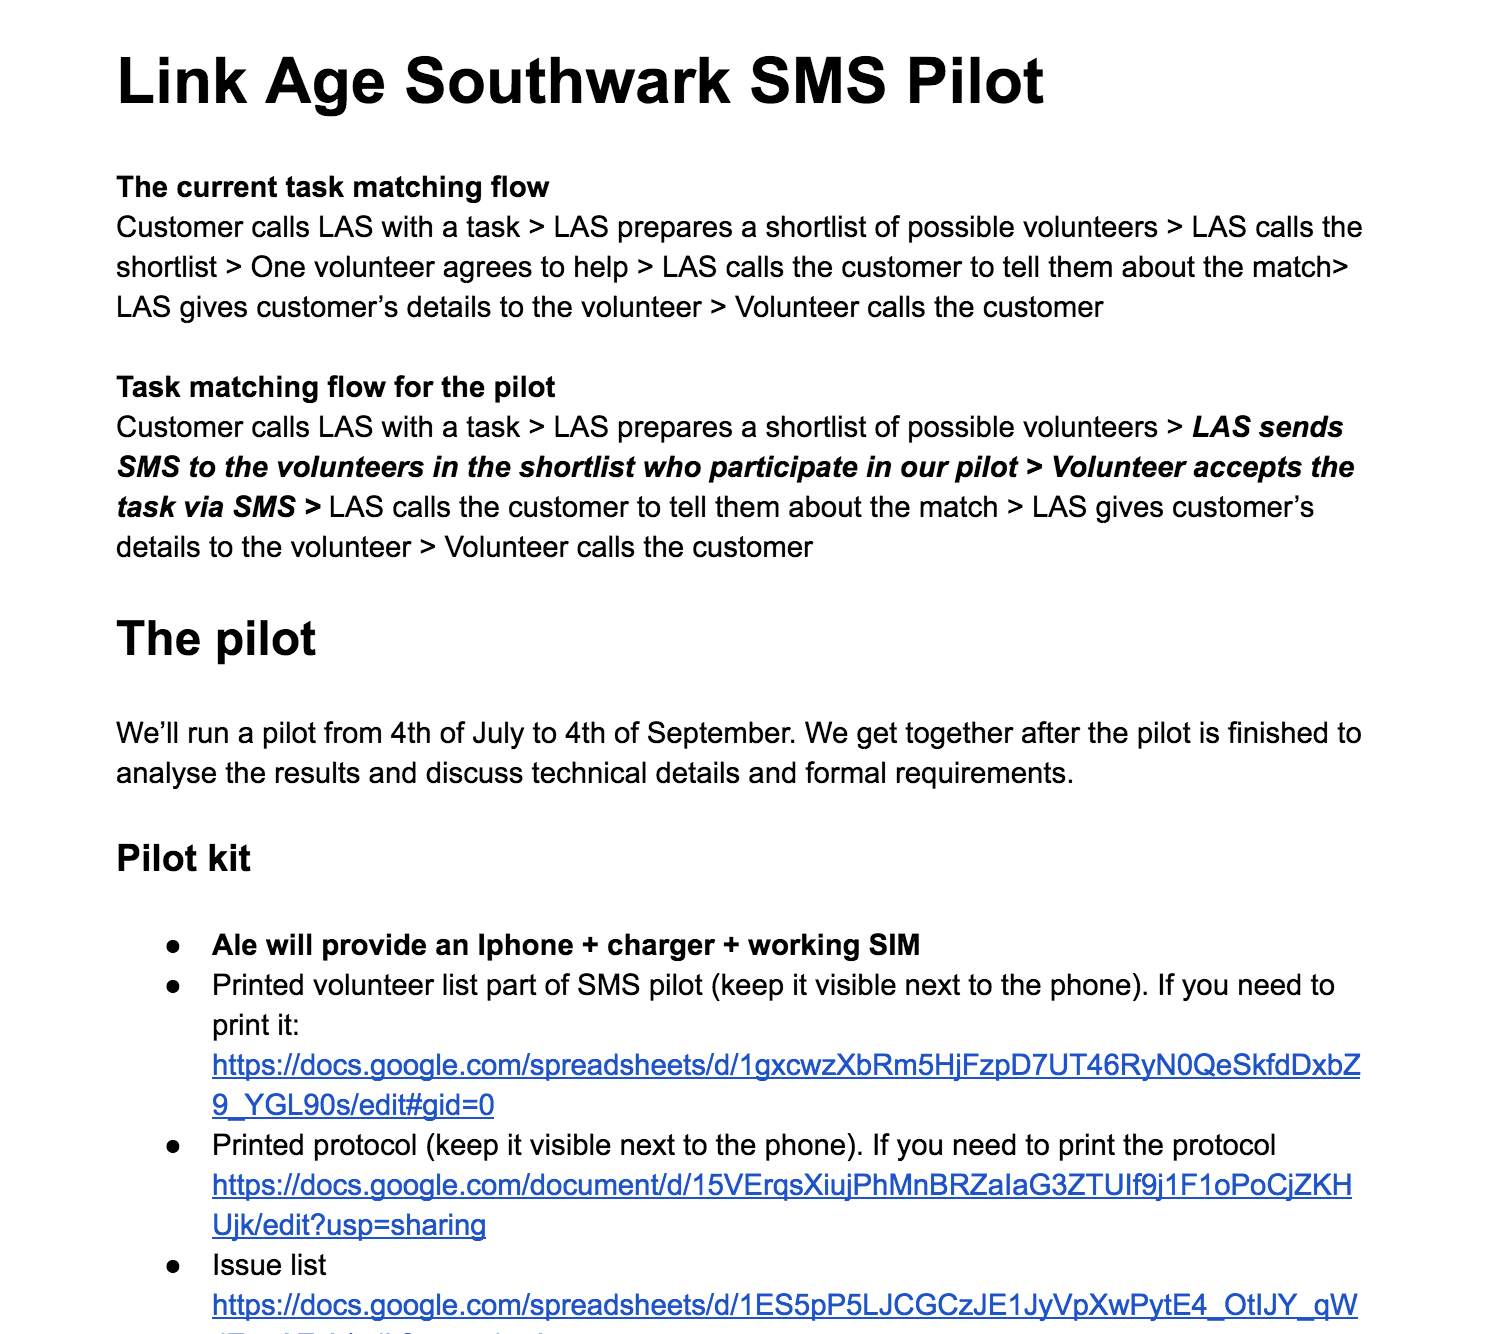 Link Age Southwark SMS Pilot
The current task matching flow
Customer calls LAS with a task > LAS prepares a shortlist of possible volunteers > LAS calls the
shortlist > One volunteer agrees to help > LAS calls the customer to tell them about the match>
LAS gives customer’s details to the volunteer > Volunteer calls the customer
Task matching flow for the pilot
Customer calls LAS with a task > LAS prepares a shortlist of possible volunteers > LAS sends
SMS to the volunteers in the shortlist who participate in our pilot > Volunteer accepts the
task via SMS > LAS calls the customer to tell them about the match > LAS gives customer’s
details to the volunteer > Volunteer calls the customer
The pilot
We’ll run a pilot from 4th of July to 4th of September. We get together after the pilot is finished to
analyse the results and discuss technical details and formal requirements.
Pilot kit
● Ale will provide an Iphone + charger + working SIM
● Printed volunteer list part of SMS pilot (keep it visible next to the phone). If you need to
print it:
https://docs.google.com/spreadsheets/d/1gxcwzXbRm5HjFzpD7UT46RyN0QeSkfdDxbZ
9_YGL90s/edit#gid=0
● Printed protocol (keep it visible next to the phone). If you need to print the protocol
https://docs.google.com/document/d/15VErqsXiujPhMnBRZaIaG3ZTUIf9j1F1oPoCjZKH
Ujk/edit?usp=sharing
● Issue list
https://docs.google.com/spreadsheets/d/1ES5pP5LJCGCzJE1JyVpXwPytE4_OtIJY_qW